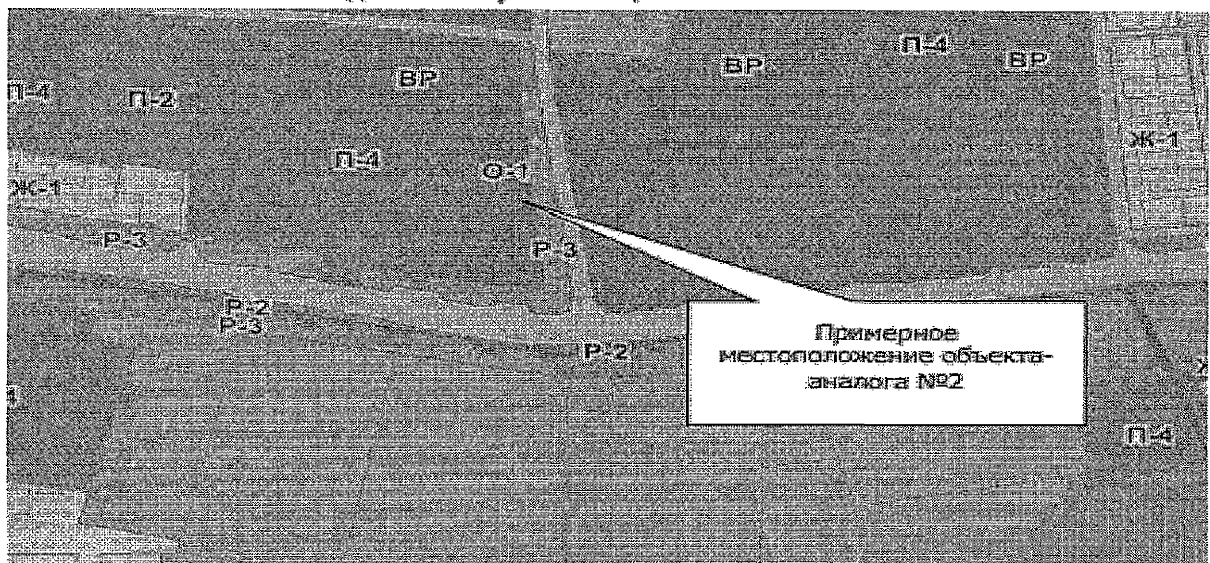 П-4
ВР
ВР
ВР
П-4
П-2
Ж-1
П-4
О-1
Ж-1
Р-3
Р-3
Р-2
Р-3
Р-2
Примерное
местоположение объекта-
аналога №2
П-4